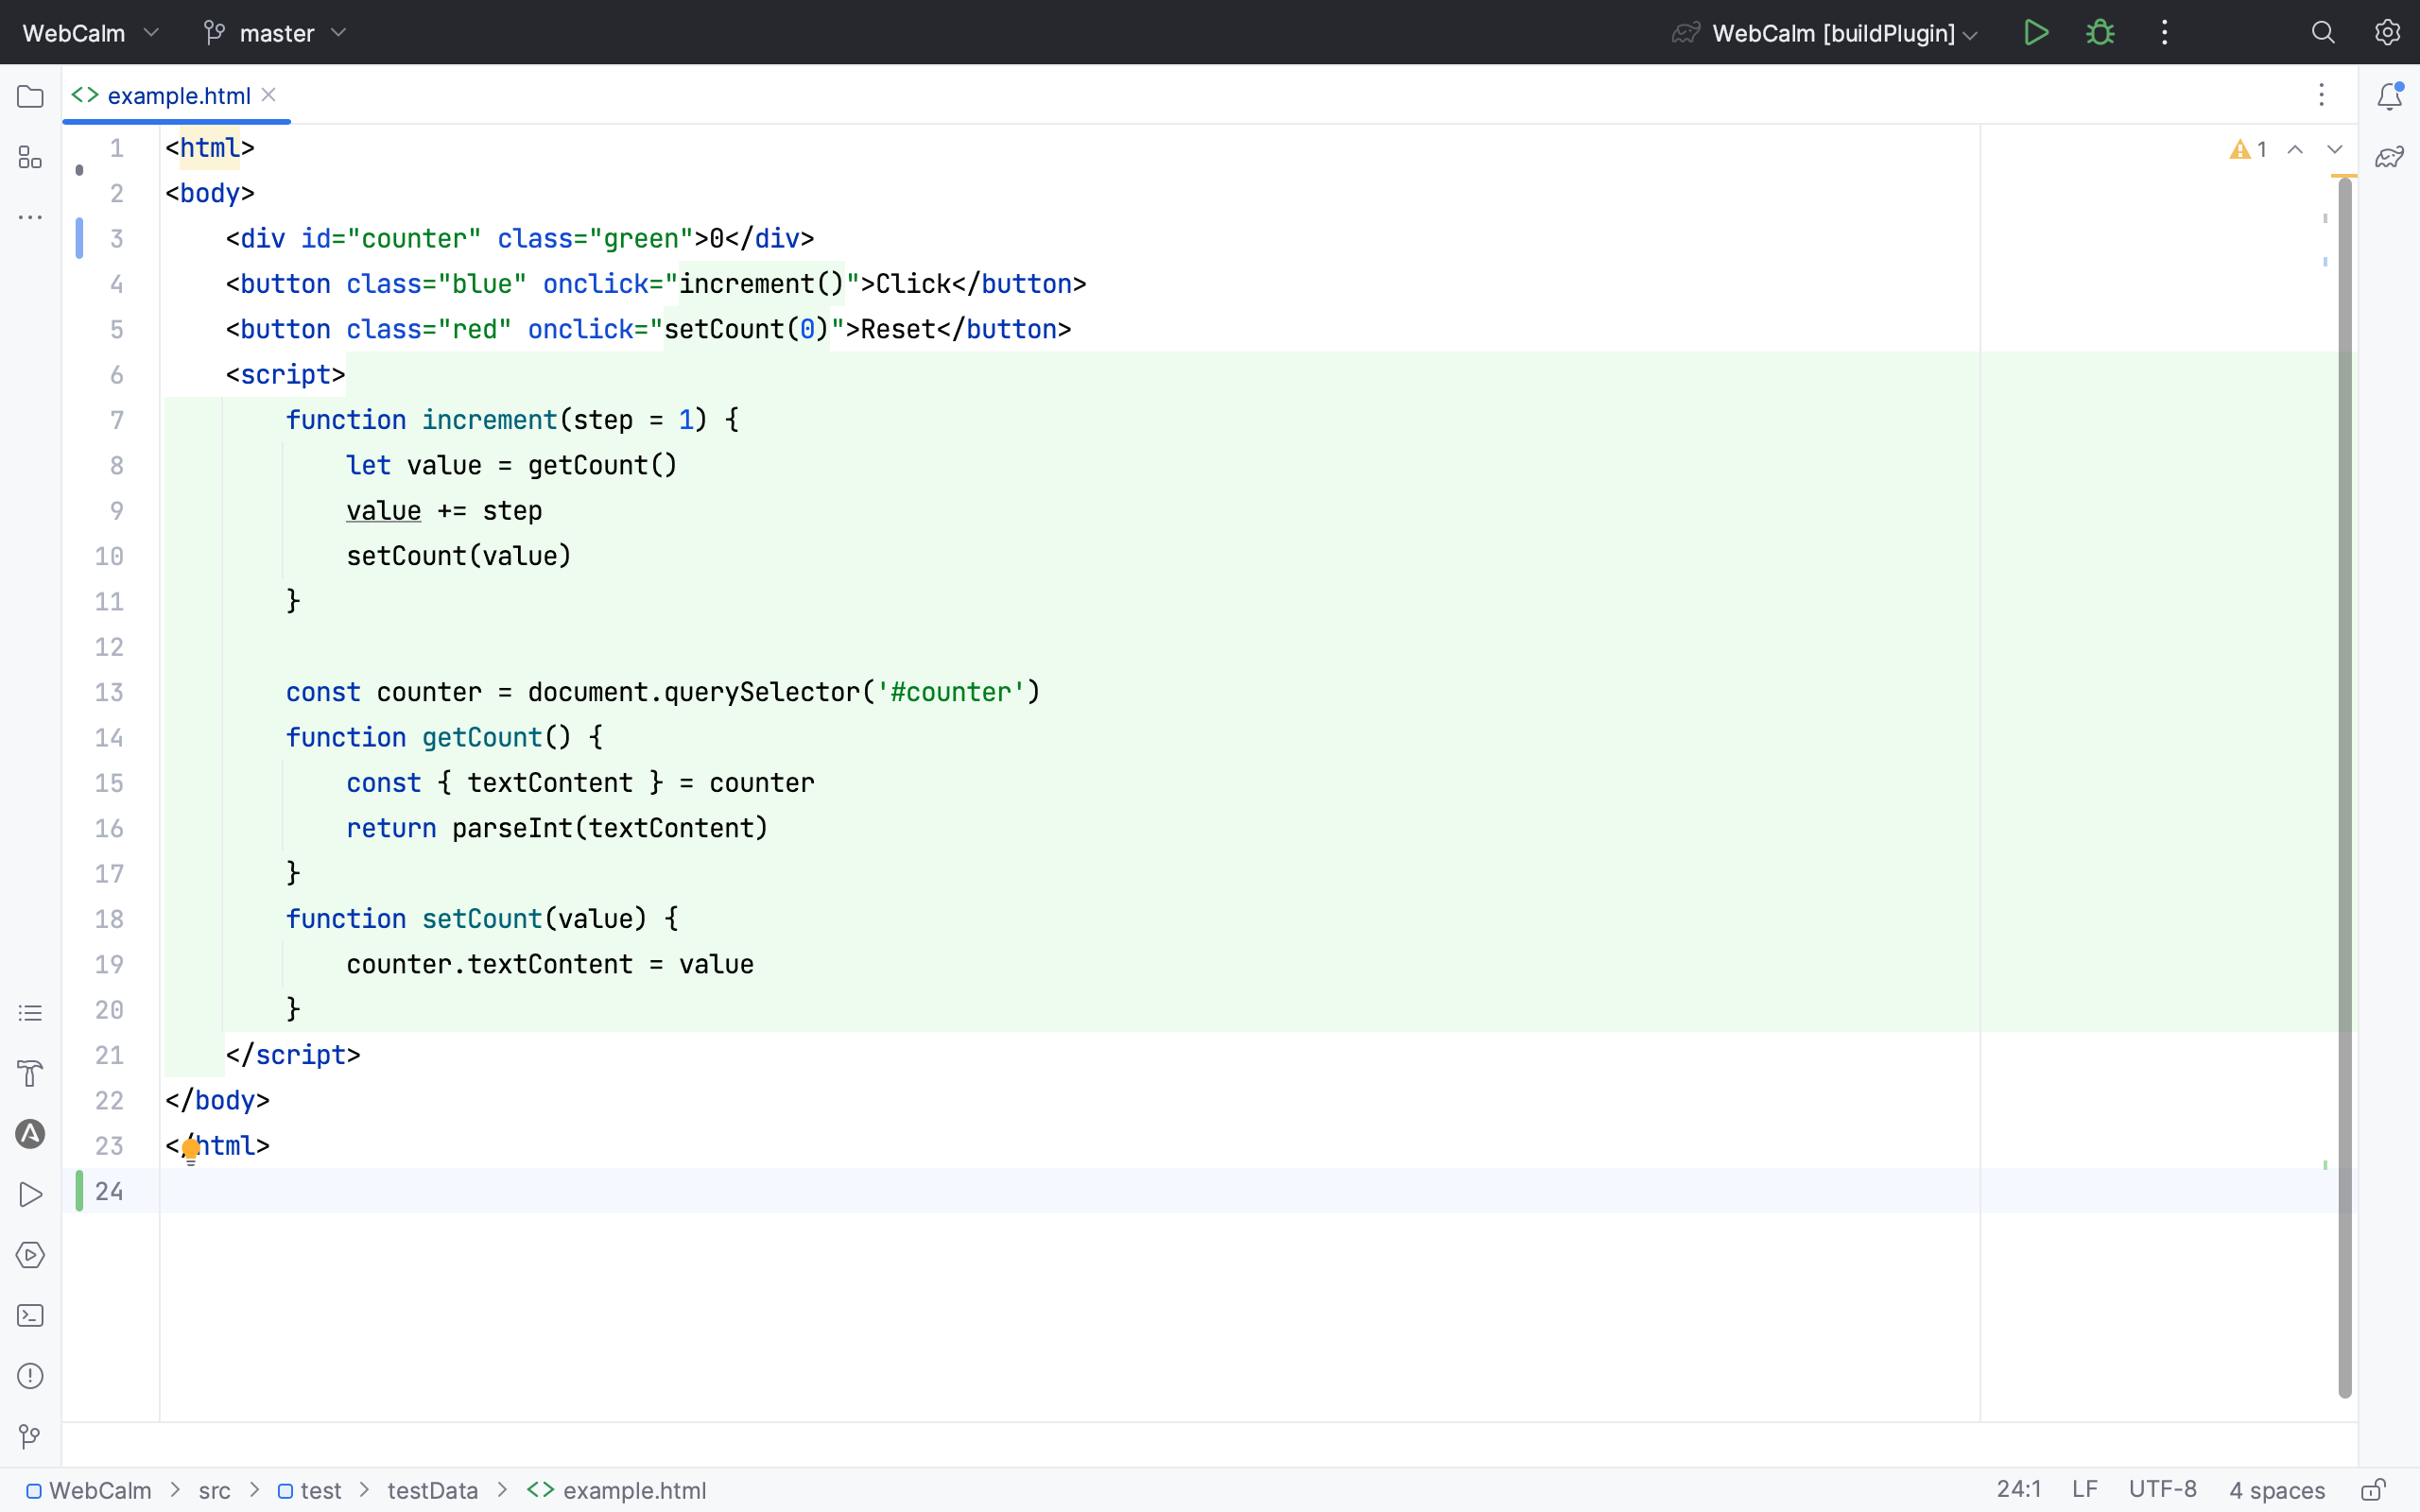 WebCalm master WebCalm [buildPlugin]
example.html
1 <html>
2 <body>
3     <div id="counter" class="green">0</div>
4     <button class="blue" onclick="increment()">Click</button>
5     <button class="red" onclick="setCount(0)">Reset</button>
6     <script>
7         function increment(step = 1) {
8             let value = getCount()
9             value += step
10             setCount(value)
11         }
12
13         const counter = document.querySelector('#counter')
14         function getCount() {
15             const { textContent } = counter
16             return parseInt(textContent)
17         }
18         function setCount(value) {
19             counter.textContent = value
20         }
21     </script>
22 </body>
23 </html>
24
1
WebCalm > src > test > testData > example.html 24:1 LF UTF-8 4 spaces